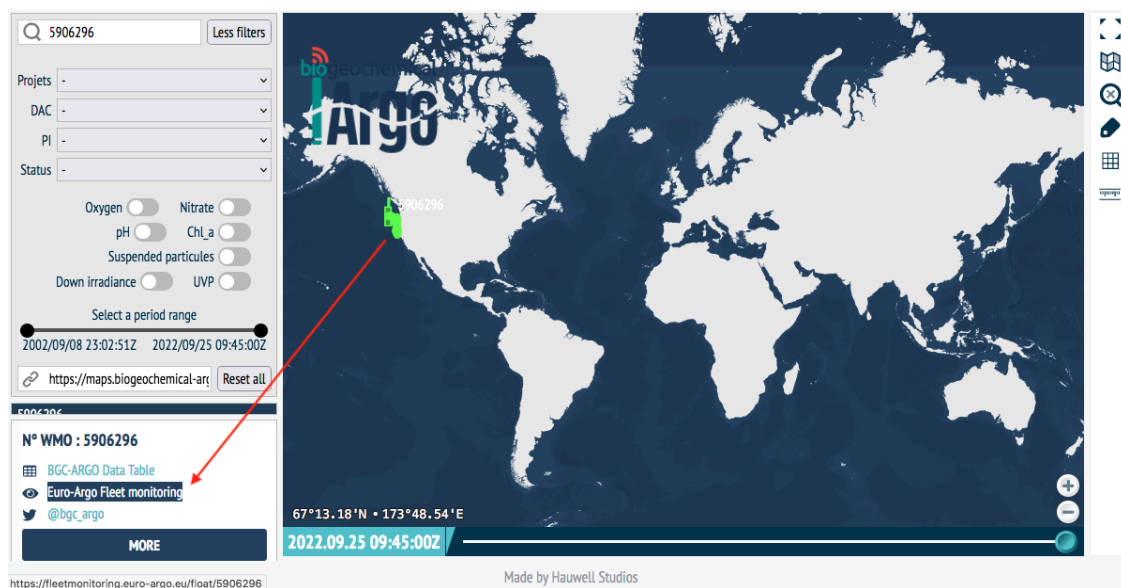 5906296
Less filters
Projets -
DAC -
PI -
Status -
Oxygen Nitrate
pH Chl_a
Suspended particules
Down irradiance UVP
Select a period range
2002/09/08 23:02:51Z 2022/09/25 09:45:00Z
https://maps.biogeochemical-arg
Reset all
5906296
N° WMO : 5906296
BGC-ARGO Data Table
Euro-Argo Fleet monitoring
@bgc_argo
MORE
https://fleetmonitoring.euro-argo.eu/float/5906296
biogeochemical
Argo
5906296
67°13.18'N • 173°48.54'E
2022.09.25 09:45:00Z
Made by Hauwell Studios